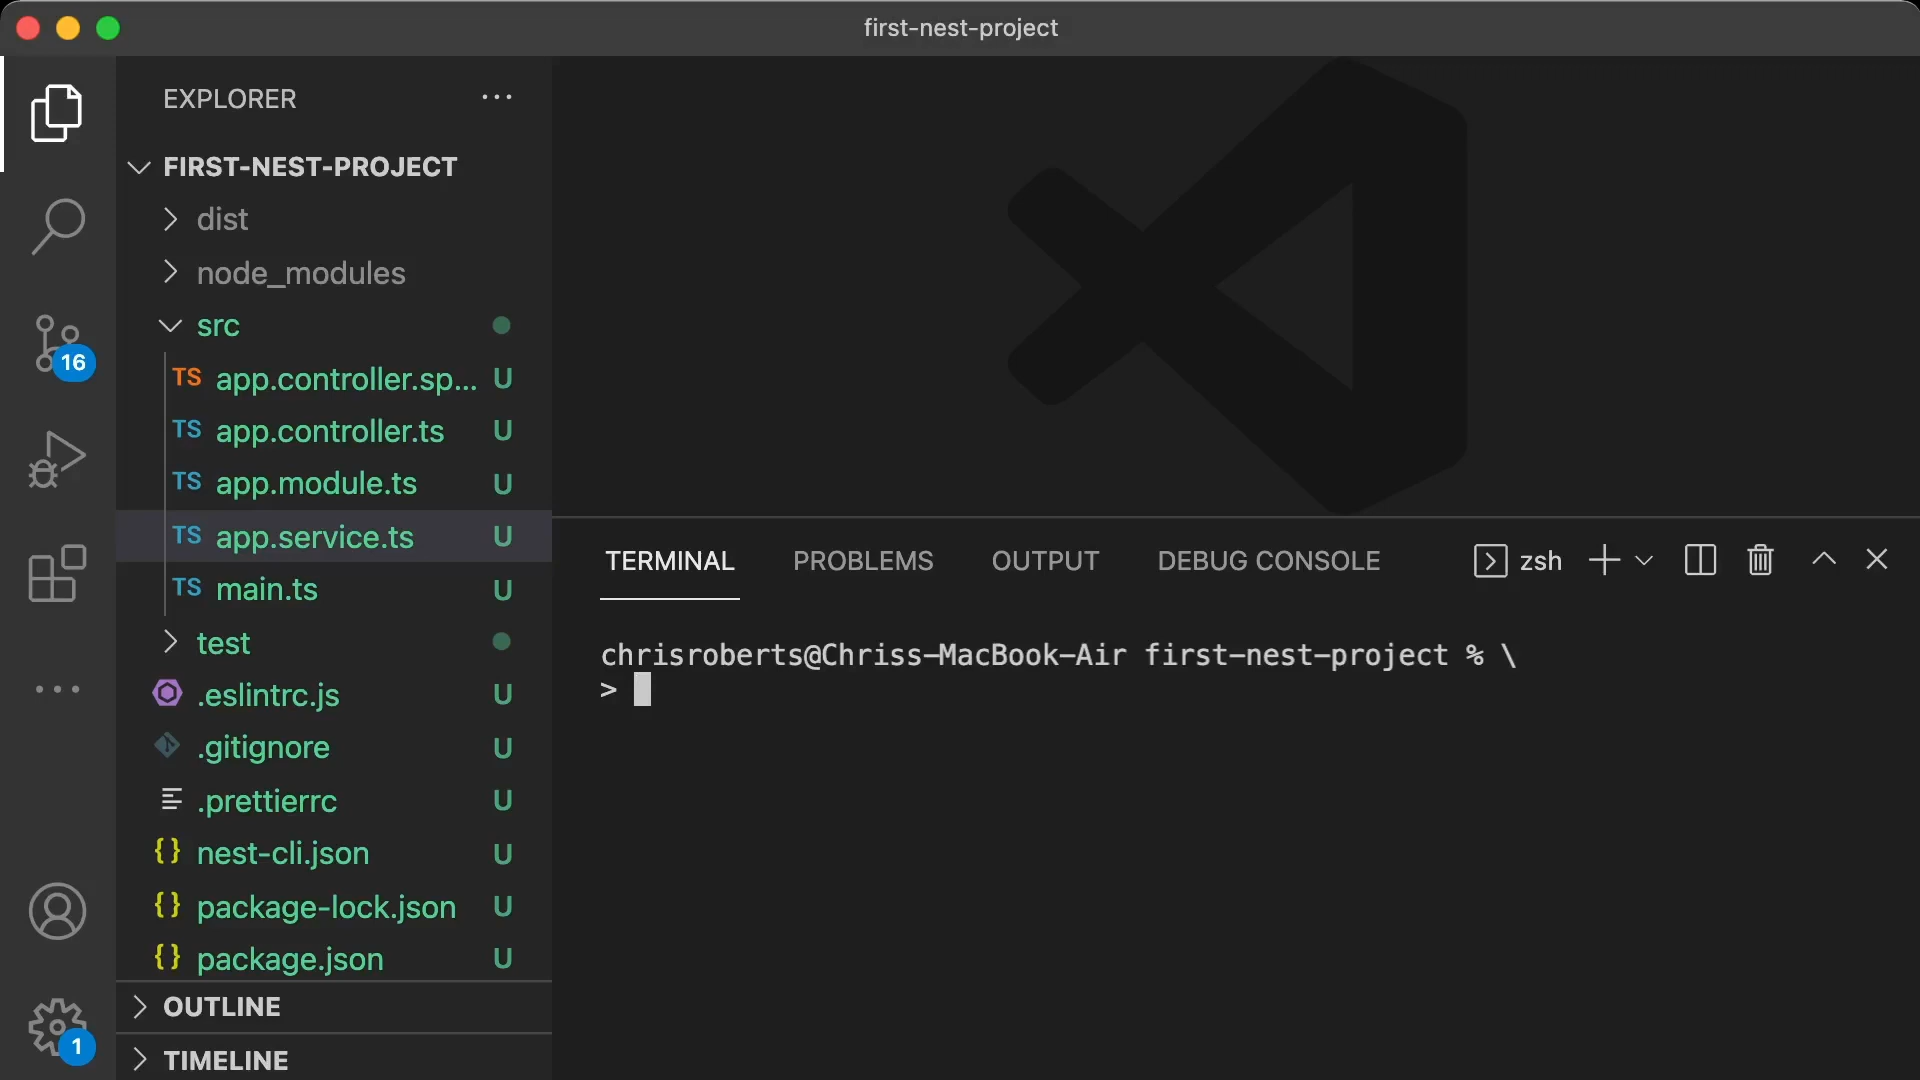 first-nest-project
EXPLORER
FIRST-NEST-PROJECT
dist
node_modules
src
16
TS app.controller.sp... U
TS app.controller.ts U
TS app.module.ts U
TS app.service.ts U
TS main.ts U
test
.eslintrc.js U
.gitignore U
.prettierrc U
{} nest-cli.json U
{} package-lock.json U
{} package.json U
OUTLINE
1
TIMELINE
TERMINAL PROBLEMS OUTPUT DEBUG CONSOLE zsh
chrisroberts@Chriss-MacBook-Air first-nest-project % \
>